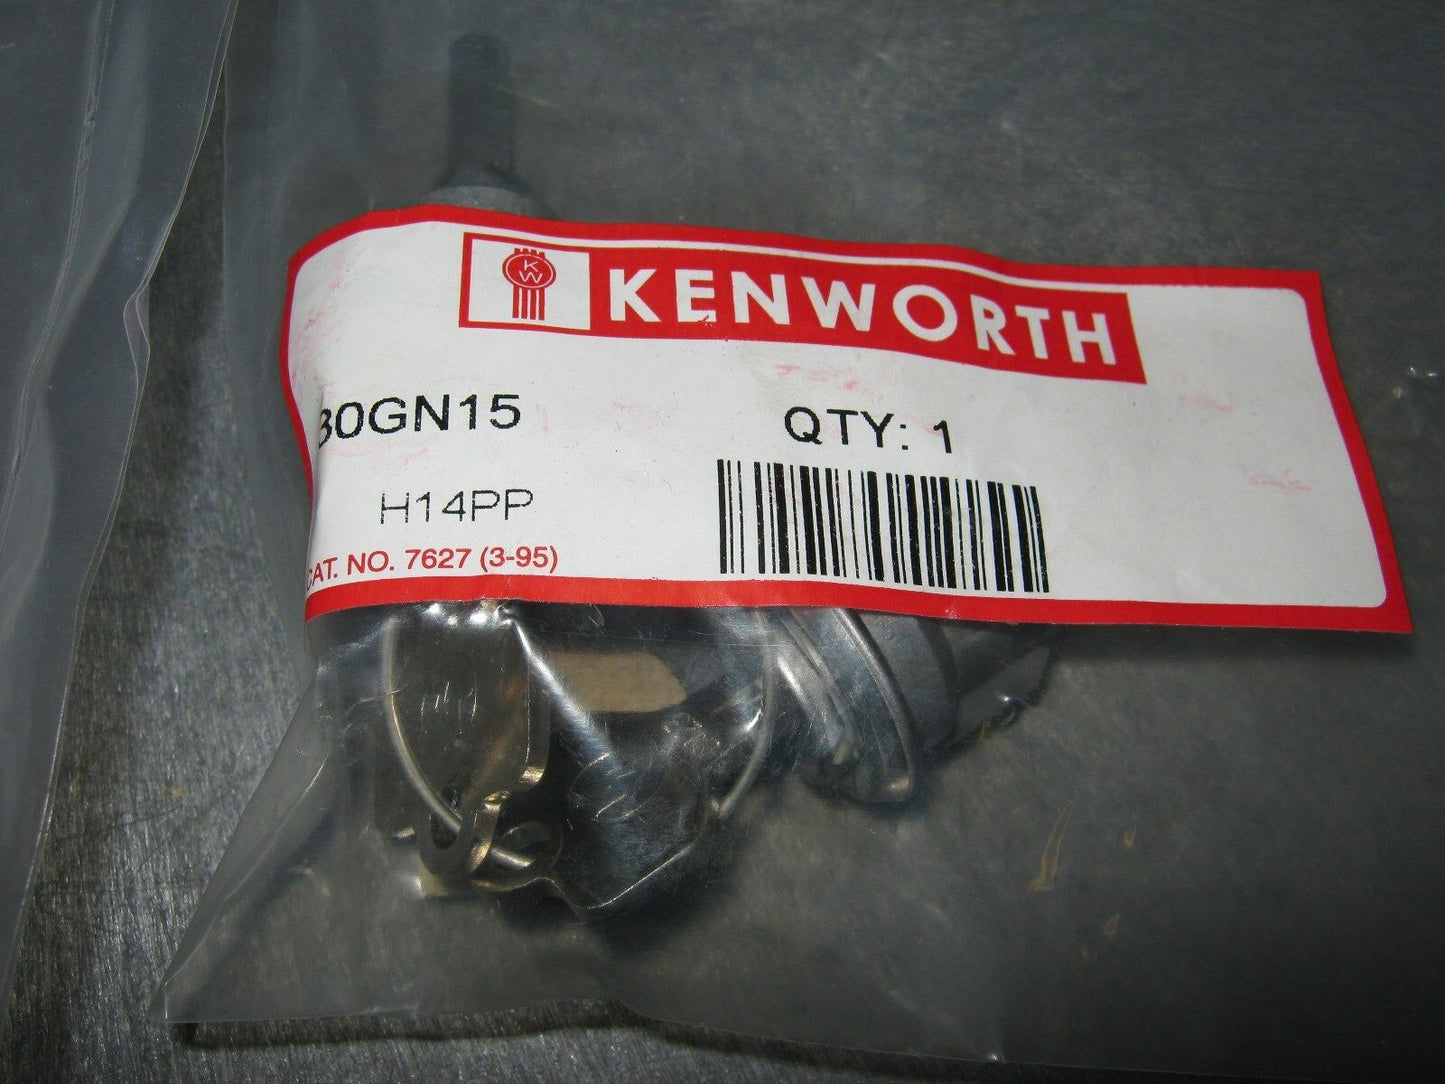 KW
KENWORTH
30GN15
QTY: 1
H14PP
CAT. NO. 7627 (3-95)